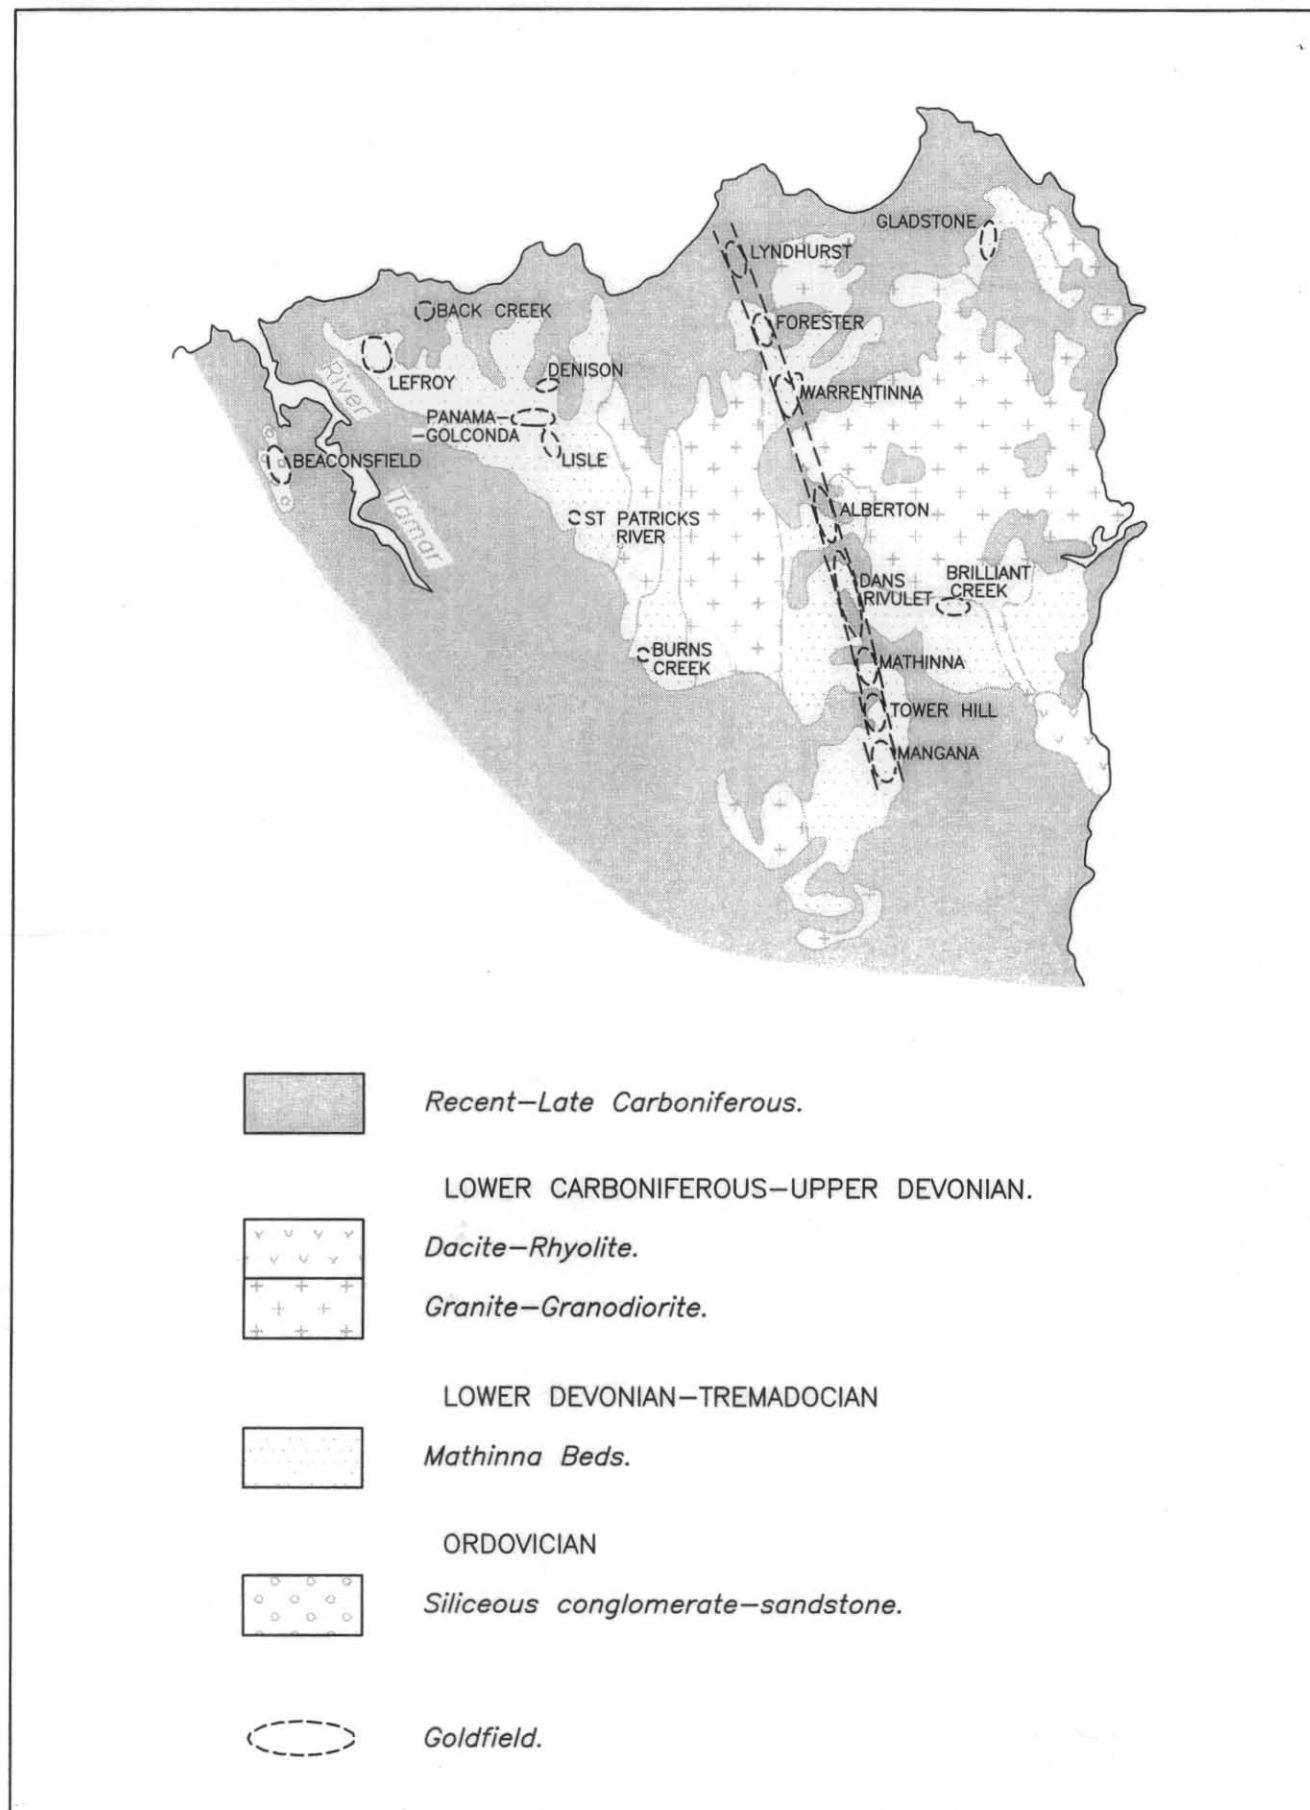 GLADSTONE
LYNDHURST
BACK CREEK
FORESTER
LEFROY
River
DENISON
WARRENTINNA
PANAMA—
—GOLCONDA
LISLE
BEACONSFIELD
Tamar
ALBERTON
ST PATRICKS
RIVER
DANS
RIVULET
BRILLIANT
CREEK
BURNS
CREEK
MATHINNA
TOWER HILL
MANGANA
Recent—Late Carboniferous.
LOWER CARBONIFEROUS—UPPER DEVONIAN.
Dacite—Rhyolite.
Granite—Granodiorite.
LOWER DEVONIAN—TREMADOCIAN
Mathinna Beds.
ORDOVICIAN
Siliceous conglomerate—sandstone.
Goldfield.